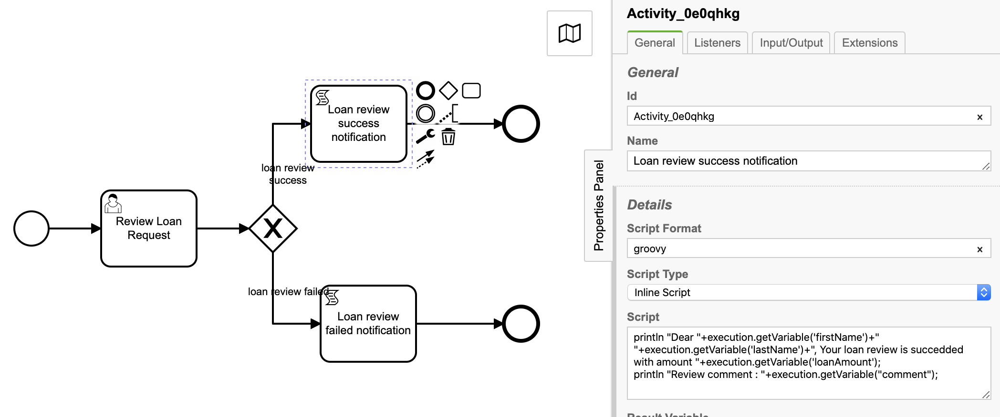 Loan review
success
notification
loan review
success
Review Loan
Request
X
loan review failed
Loan review
failed notification
Properties Panel
Activity_0e0qhkg
General Listeners Input/Output Extensions
General
Id
Activity_0e0qhkg x
Name
Loan review success notification
Details
Script Format
groovy x
Script Type
Inline Script
Script
println "Dear "+execution.getVariable('firstName')+"
"+execution.getVariable('lastName')+", Your loan review is succedded
with amount "+execution.getVariable('loanAmount');
println "Review comment : "+execution.getVariable("comment");
Result Variable